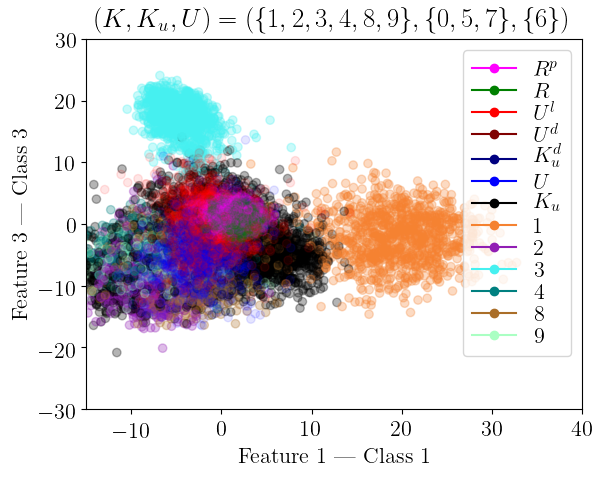 (K, K_u, U) = ({1, 2, 3, 4, 8, 9}, {0, 5, 7}, {6})
30
20
10
0
−10
−20
−30
Feature 3 — Class 3
−10
0
10
20
30
40
Feature 1 — Class 1
R^p
R
U^l
U^d
K_u^d
U
K_u
1
2
3
4
8
9